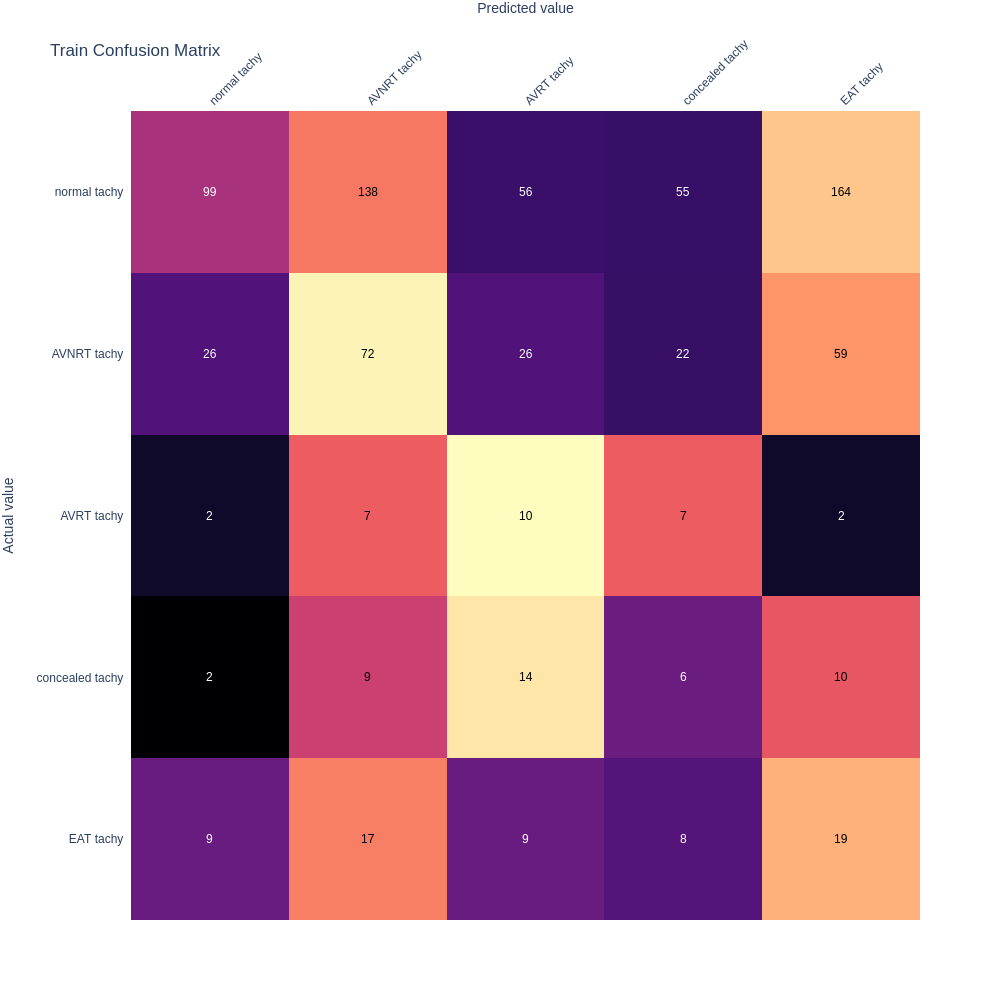 Predicted value
Train Confusion Matrix
normal tachy
AVNRT tachy
AVRT tachy
concealed tachy
EAT tachy
normal tachy 99 138 56 55 164
AVNRT tachy 26 72 26 22 59
AVRT tachy 2 7 10 7 2
concealed tachy 2 9 14 6 10
EAT tachy 9 17 9 8 19
Actual value